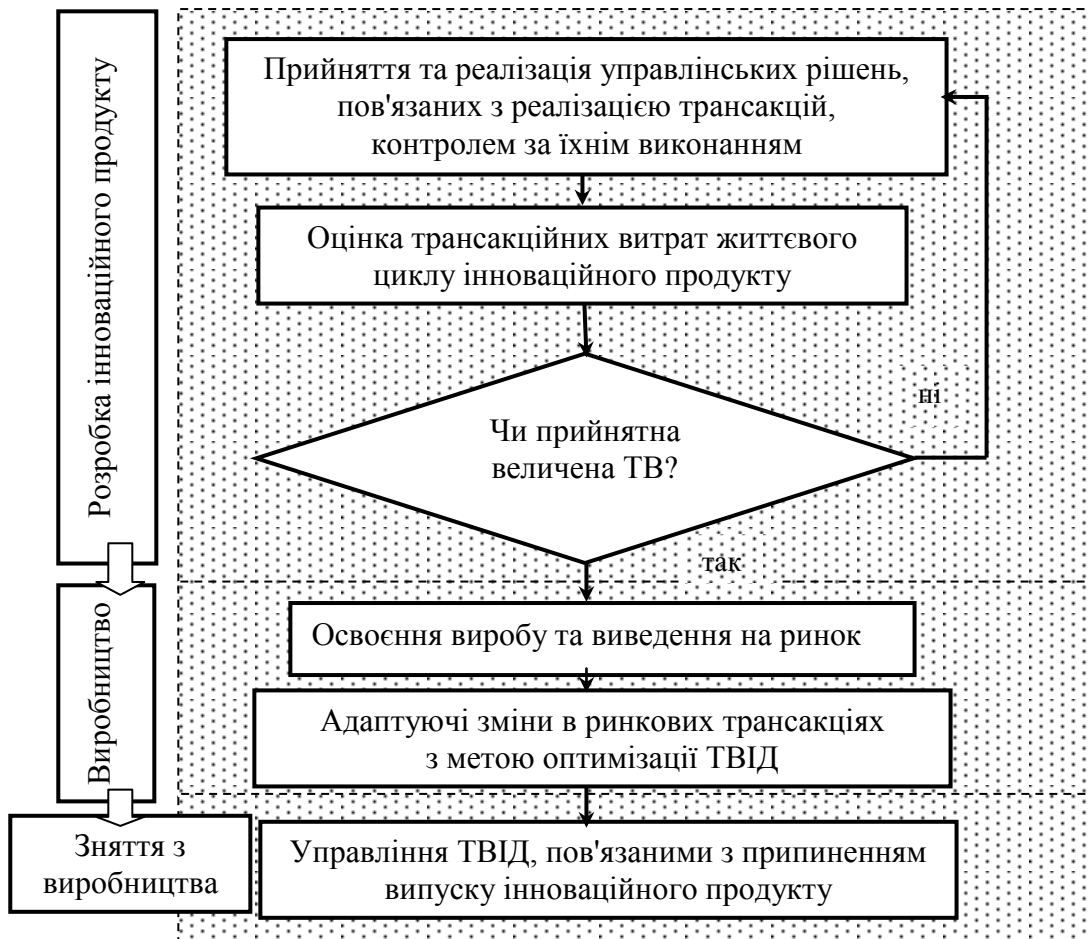 Розробка інноваційного продукту
Прийняття та реалізація управлінських рішень,
пов'язаних з реалізацією трансакцій,
контролем за їхнім виконанням
Оцінка трансакційних витрат життєвого
циклу інноваційного продукту
Чи прийнятна
величена ТВ?
ні
так
Виробництво
Освоєння виробу та виведення на ринок
Адаптуючі зміни в ринкових трансакціях
з метою оптимізації ТВІД
Зняття з
виробництва
Управління ТВІД, пов'язаними з припиненням
випуску інноваційного продукту